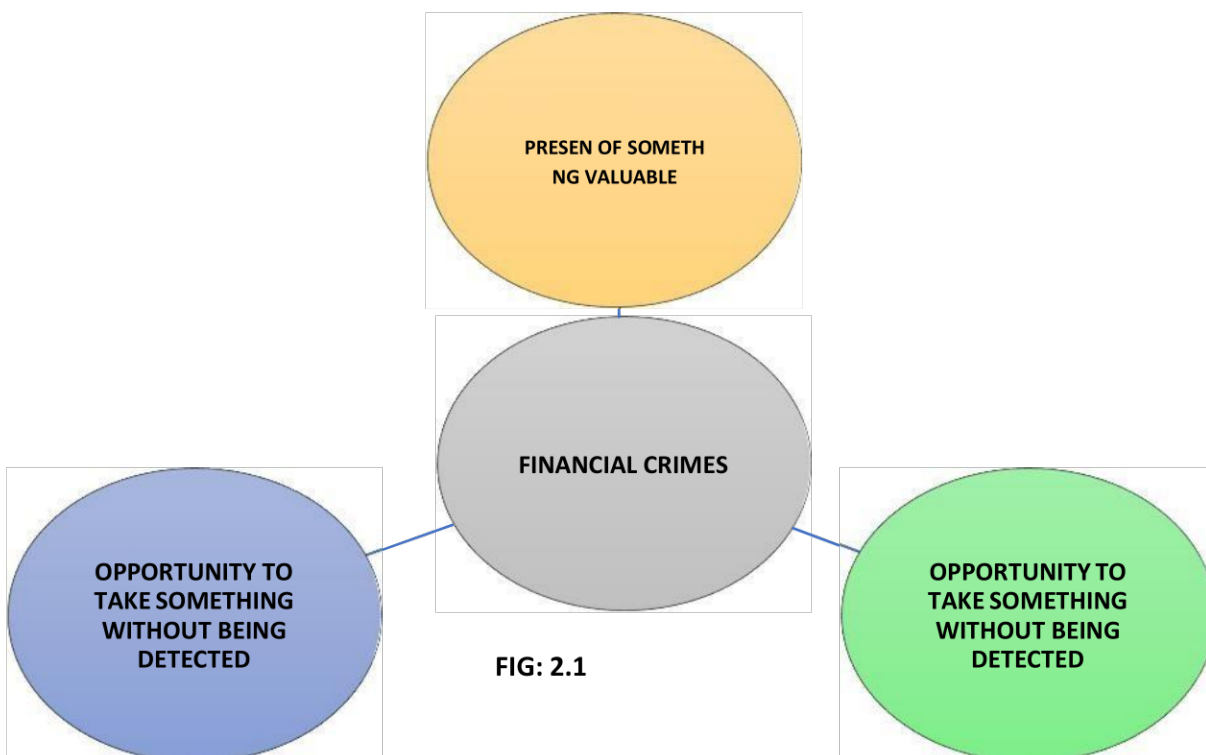 PRESEN OF SOMETH
NG VALUABLE
FINANCIAL CRIMES
OPPORTUNITY TO
TAKE SOMETHING
WITHOUT BEING
DETECTED
OPPORTUNITY TO
TAKE SOMETHING
WITHOUT BEING
DETECTED
FIG: 2.1